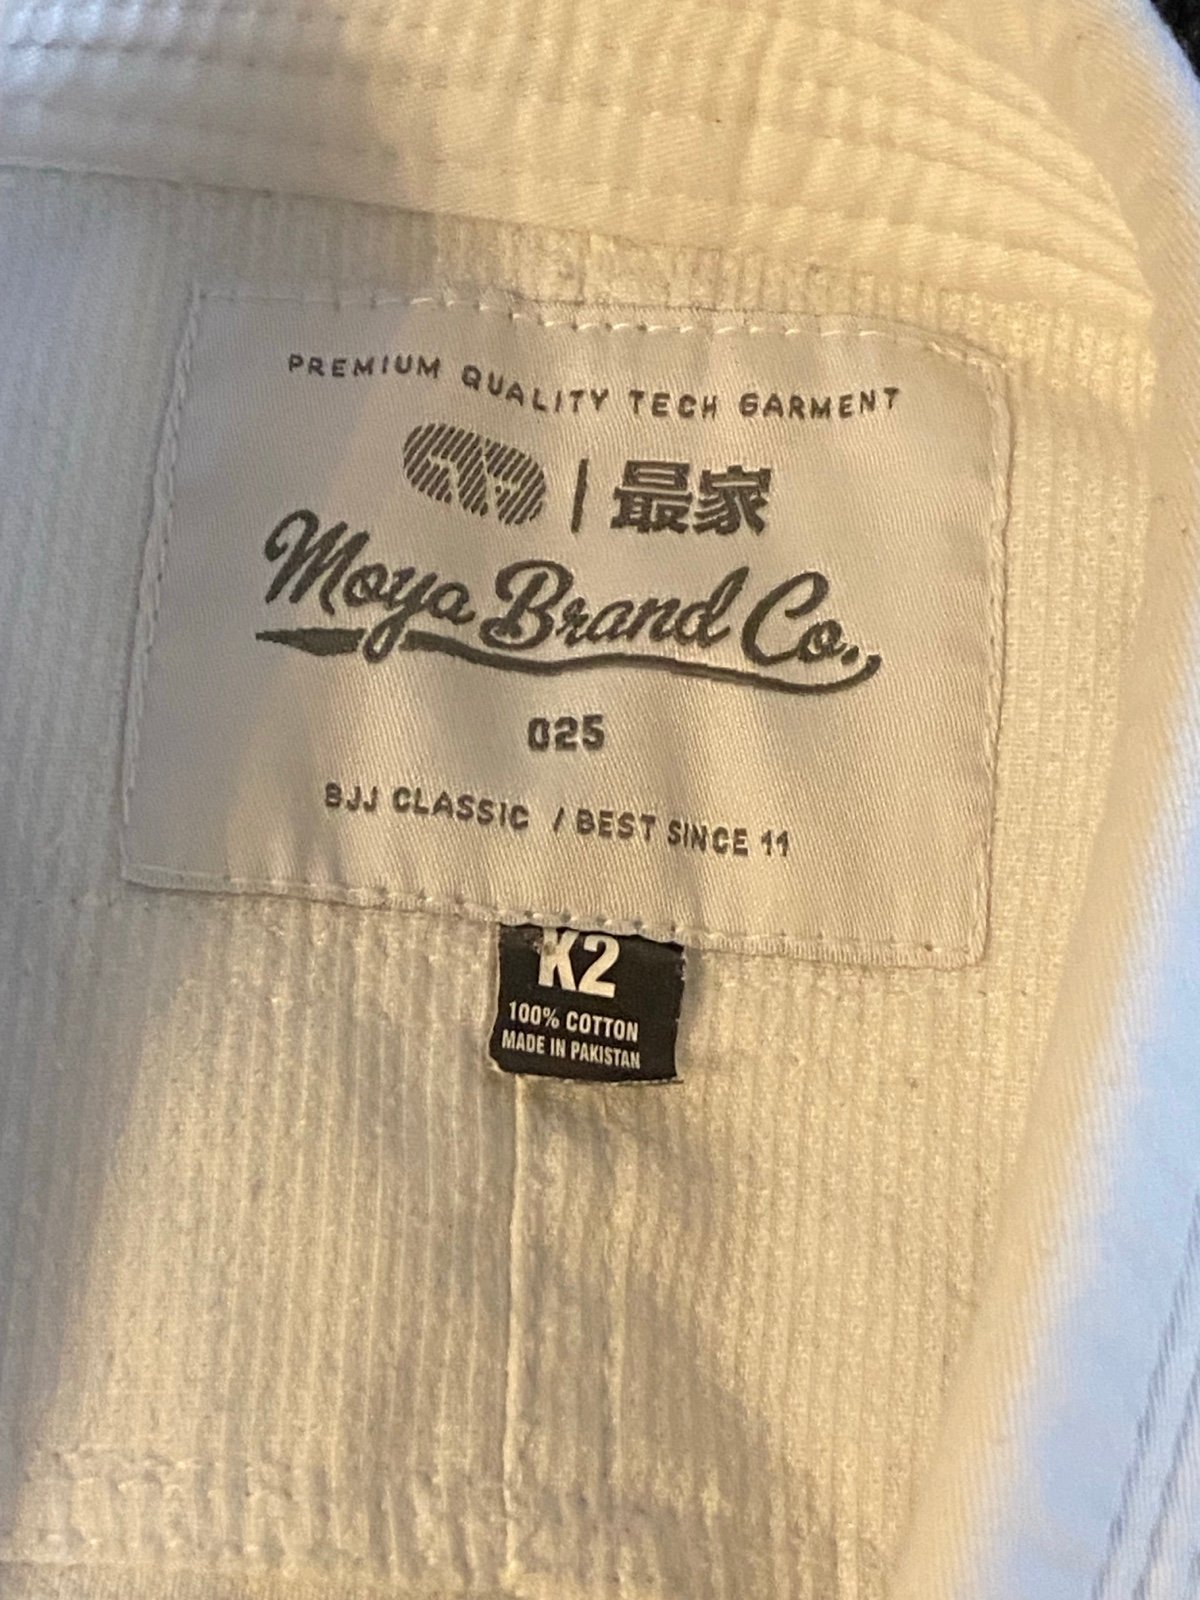 PREMIUM QUALITY TECH GARMENT
最家
Moya Brand Co.,
025
BJJ CLASSIC / BEST SINCE 11
K2
100% COTTON
MADE IN PAKISTAN